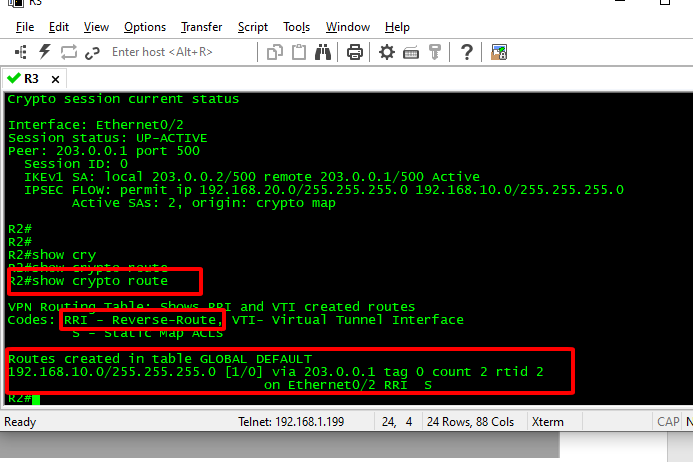 R3
File Edit View Options Transfer Script Tools Window Help
Enter host <Alt+R>
R3
Crypto session current status
Interface: Ethernet0/2
Session status: UP-ACTIVE
Peer: 203.0.0.1 port 500
Session ID: 0
IKEv1 SA: local 203.0.0.2/500 remote 203.0.0.1/500 Active
IPSEC FLOW: permit ip 192.168.20.0/255.255.255.0 192.168.10.0/255.255.255.0
Active SAs: 2, origin: crypto map
R2#
R2#
R2#show cry
R2#show crypto route
R2#show crypto route
VPN Routing Table: Shows RRI and VTI created routes
Codes: RRI - Reverse-Route, VTI- Virtual Tunnel Interface
S - Static Map ACLs
Routes created in table GLOBAL DEFAULT
192.168.10.0/255.255.255.0 [1/0] via 203.0.0.1 tag 0 count 2 rtid 2
on Ethernet0/2 RRI S
R2#
Ready Telnet: 192.168.1.199 24, 4 24 Rows, 88 Cols Xterm CAP